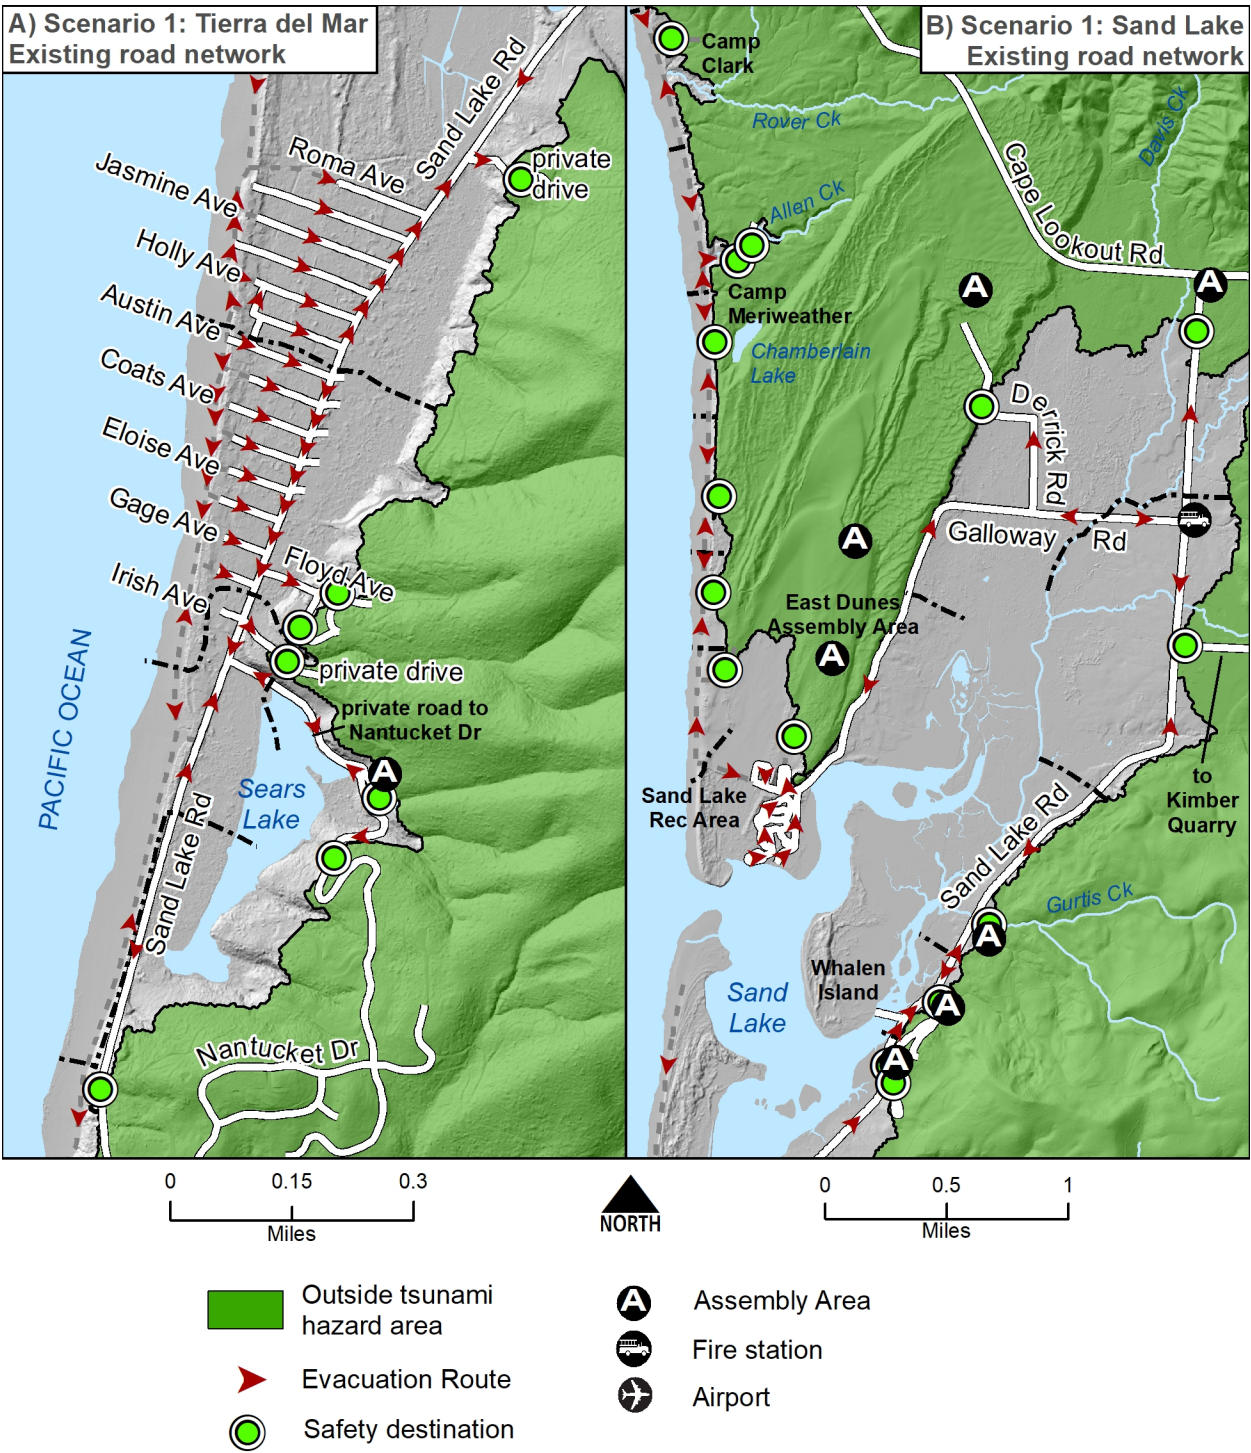 A) Scenario 1: Tierra del Mar
Existing road network
Sand Lake Rd
Roma Ave
private
drive
Jasmine Ave
Holly Ave
Austin Ave
Coats Ave
Eloise Ave
Gage Ave
Floyd Ave
Irish Ave
private drive
private road to
Nantucket Dr
PACIFIC OCEAN
A
Sears
Lake
Sand Lake Rd
Nantucket Dr
B) Scenario 1: Sand Lake
Existing road network
Camp
Clark
Rover Ck
Davis Ck
Cape Lookout Rd
Allen Ck
A
A
Camp
Meriweather
Chamberlain
Lake
Derrick Rd
Galloway Rd
A
East Dunes
Assembly Area
A
Sand Lake
Rec Area
to
Kimber
Quarry
Sand Lake Rd
Gurtis Ck
A
Whalen
Island
Sand
Lake
A
A
0 0.15 0.3
Miles
NORTH
0 0.5 1
Miles
Outside tsunami
hazard area
Evacuation Route
Safety destination
A Assembly Area
Fire station
Airport